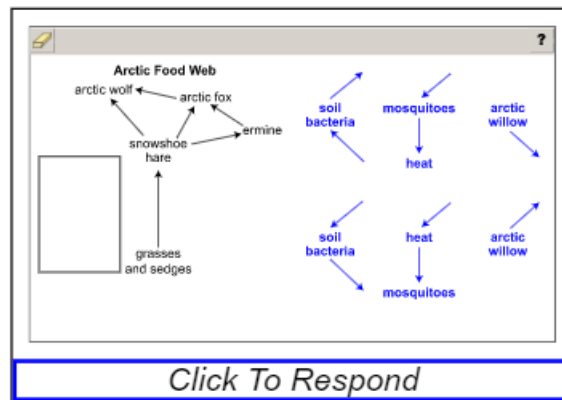 ?
Arctic Food Web
arctic wolf
arctic fox
ermine
snowshoe
hare
grasses
and sedges
soil
bacteria
mosquitoes
heat
arctic
willow
soil
bacteria
heat
mosquitoes
arctic
willow
Click To Respond